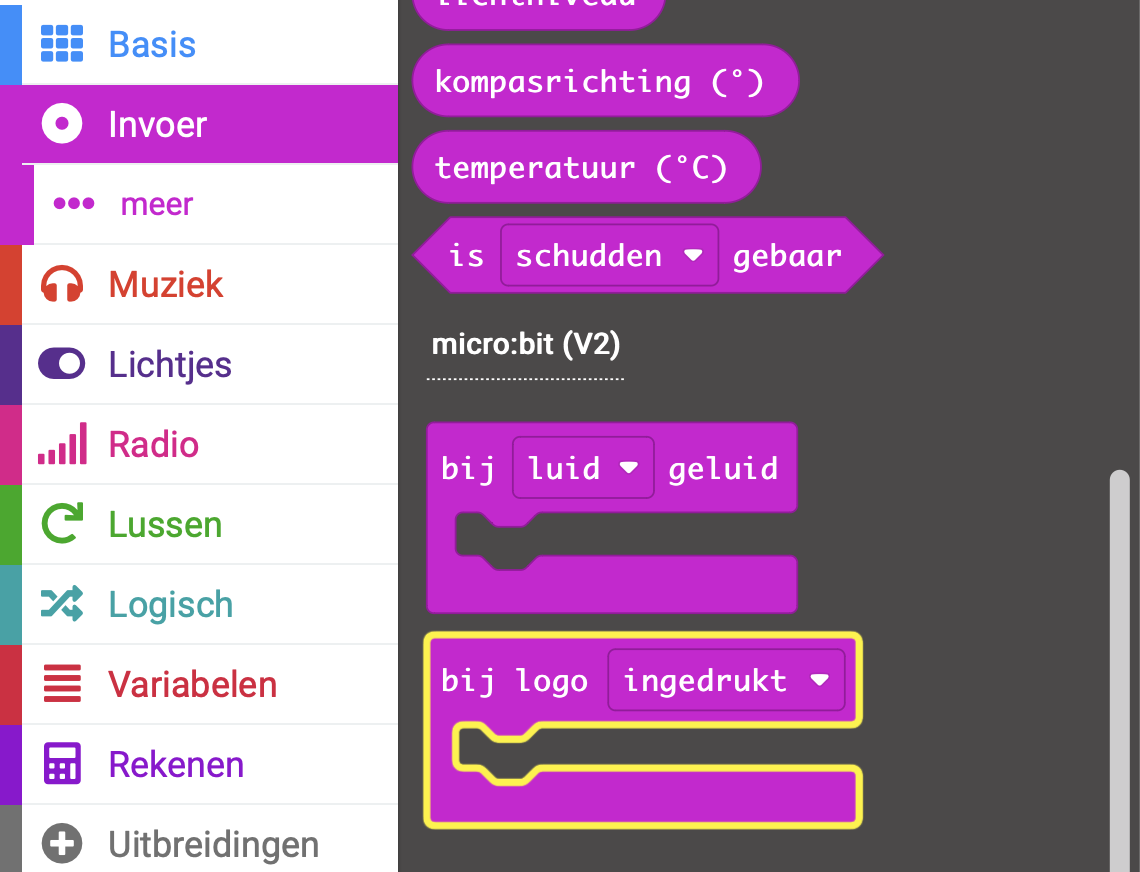 Basis
Invoer
meer
Muziek
Lichtjes
Radio
Lussen
Logisch
Variabelen
Rekenen
Uitbreidingen
kompasrichting (°)
temperatuur (°C)
is schudden gebaar
micro:bit (V2)
bij luid geluid
bij logo ingedrukt